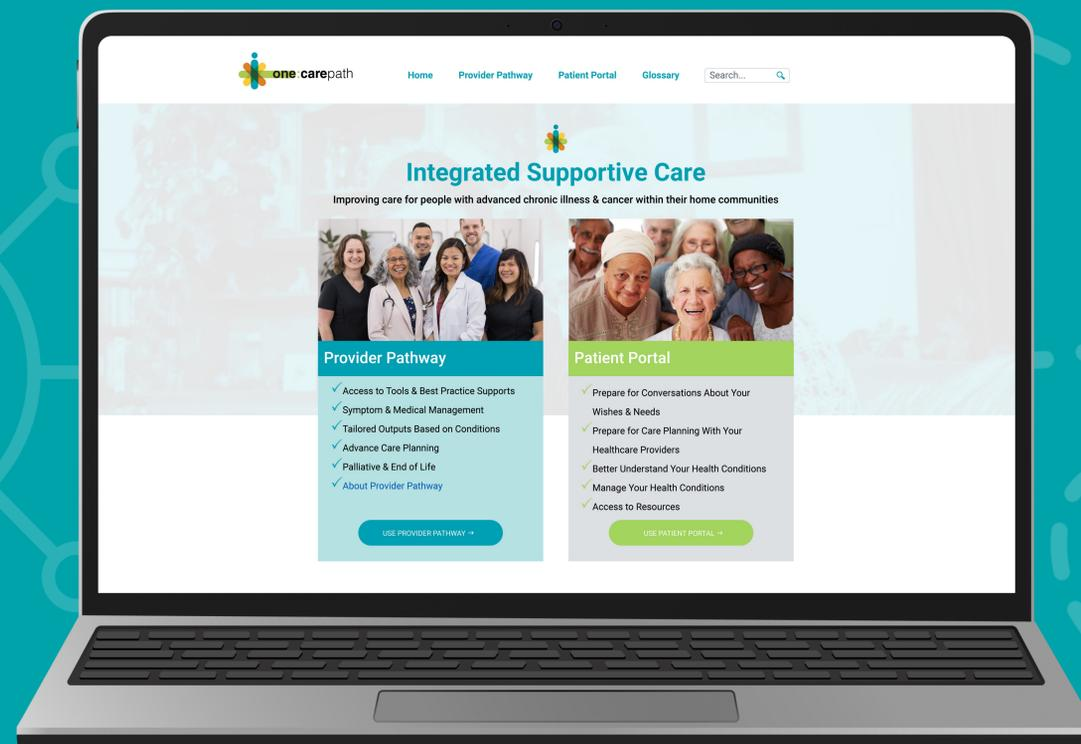 one:carepath
Home Provider Pathway Patient Portal Glossary Search...
Integrated Supportive Care
Improving care for people with advanced chronic illness & cancer within their home communities
Provider Pathway
Access to Tools & Best Practice Supports
Symptom & Medical Management
Tailored Outputs Based on Conditions
Advance Care Planning
Palliative & End of Life
About Provider Pathway
USE PROVIDER PATHWAY →
Patient Portal
Prepare for Conversations About Your
Wishes & Needs
Prepare for Care Planning With Your
Healthcare Providers
Better Understand Your Health Conditions
Manage Your Health Conditions
Access to Resources
USE PATIENT PORTAL →